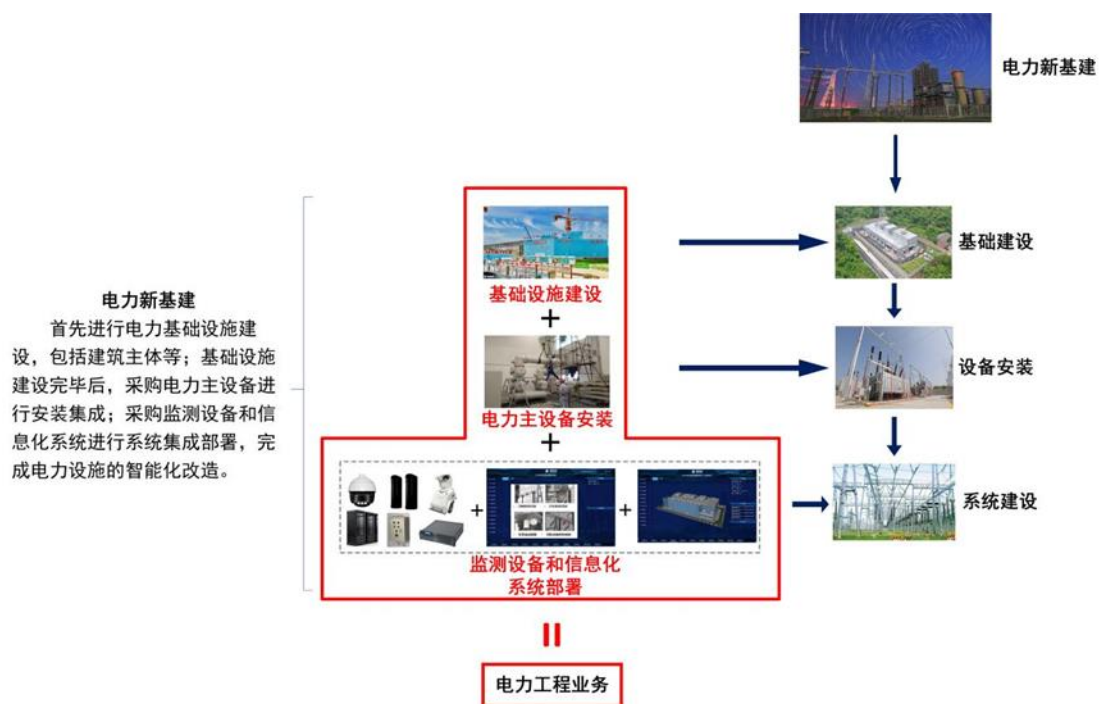 电力新基建
电力新基建
首先进行电力基础设施建
设，包括建筑主体等；基础设施
建设完毕后，采购电力主设备进
行安装集成；采购监测设备和信
息化系统进行系统集成部署，完
成电力设施的智能化改造。
基础设施建设
+
电力主设备安装
+
+
+
监测设备和信息化
系统部署
基础建设
设备安装
系统建设
电力工程业务